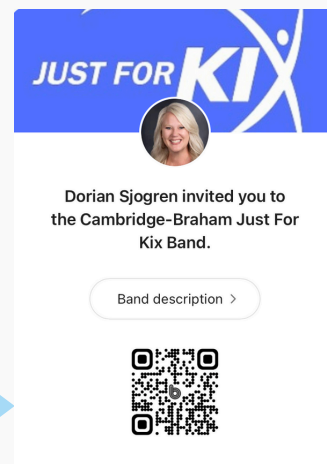 JUST FOR KIX
Dorian Sjogren invited you to
the Cambridge-Braham Just For
Kix Band.
Band description >